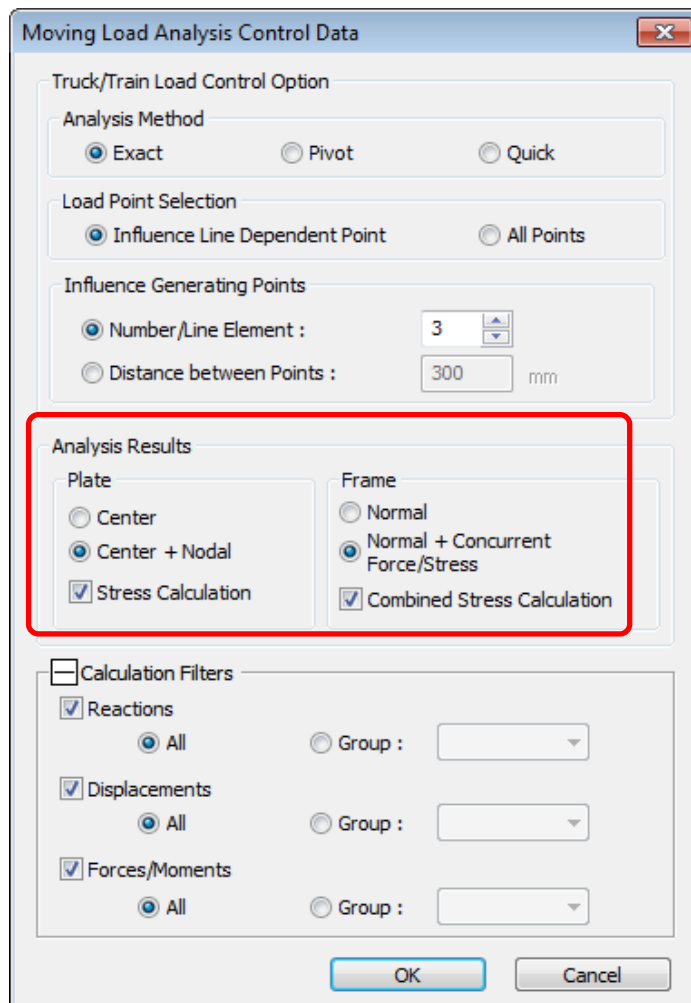 Moving Load Analysis Control Data
Truck/Train Load Control Option
Analysis Method
Exact Pivot Quick
Load Point Selection
Influence Line Dependent Point All Points
Influence Generating Points
Number/Line Element : 3
Distance between Points : 300 mm
Analysis Results
Plate
Center
Center + Nodal
Stress Calculation
Frame
Normal
Normal + Concurrent
Force/Stress
Combined Stress Calculation
Calculation Filters
Reactions
All Group :
Displacements
All Group :
Forces/Moments
All Group :
OK Cancel